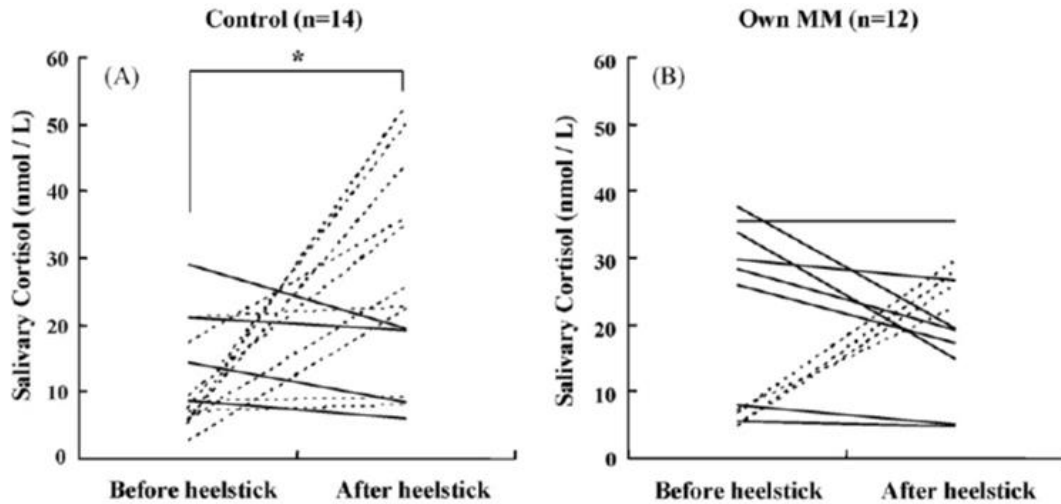 Control (n=14)
*
(A)
Salivary Cortisol (nmol / L)
60
50
40
30
20
10
0
Before heelstick
After heelstick
Own MM (n=12)
(B)
Salivary Cortisol (nmol / L)
60
50
40
30
20
10
0
Before heelstick
After heelstick